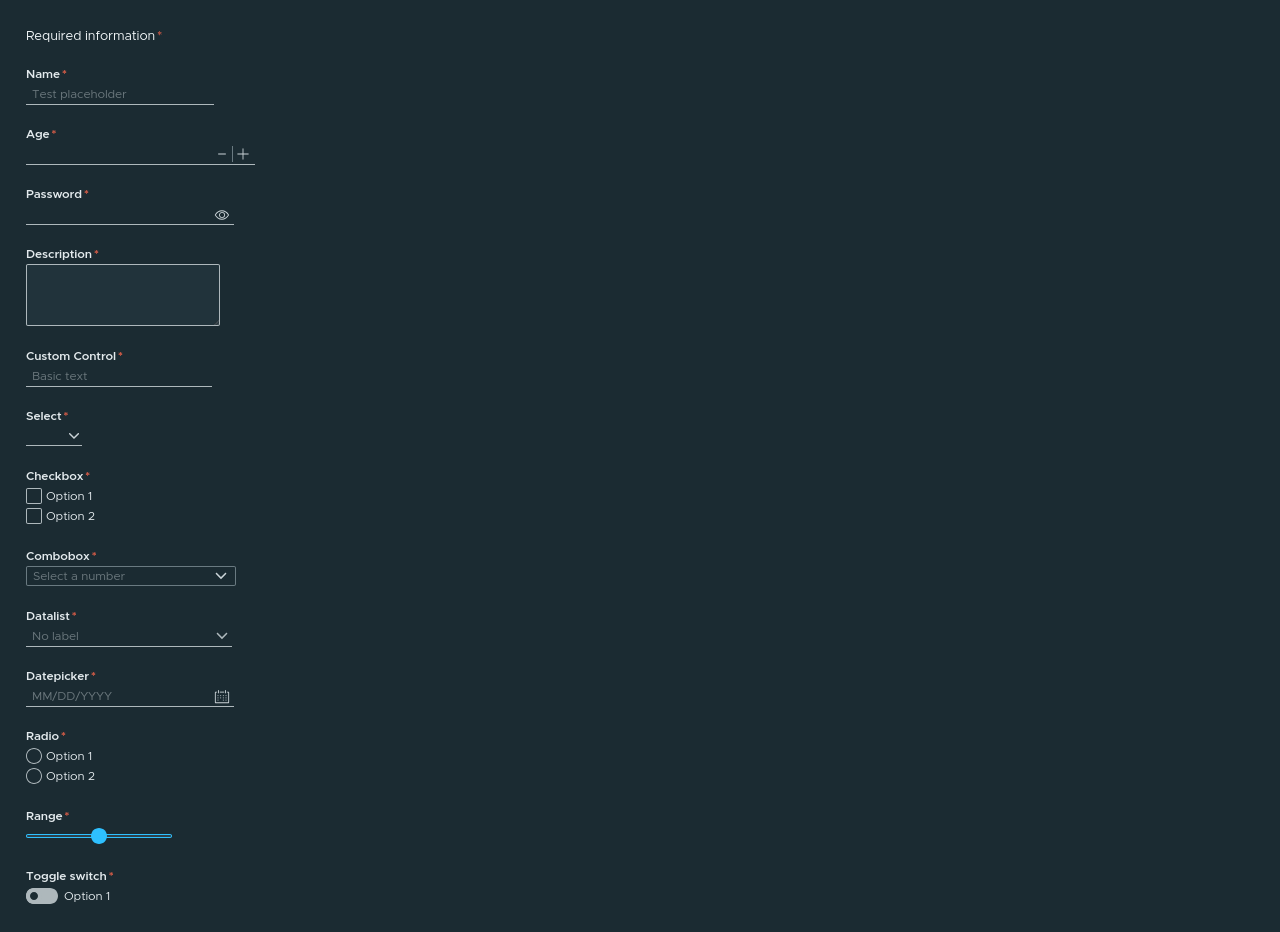 Required information *
Name *
Test placeholder
Age *
Password *
Description *
Custom Control *
Basic text
Select *
Checkbox *
Option 1
Option 2
Combobox *
Select a number
Datalist *
No label
Datepicker *
MM/DD/YYYY
Radio *
Option 1
Option 2
Range *
Toggle switch *
Option 1